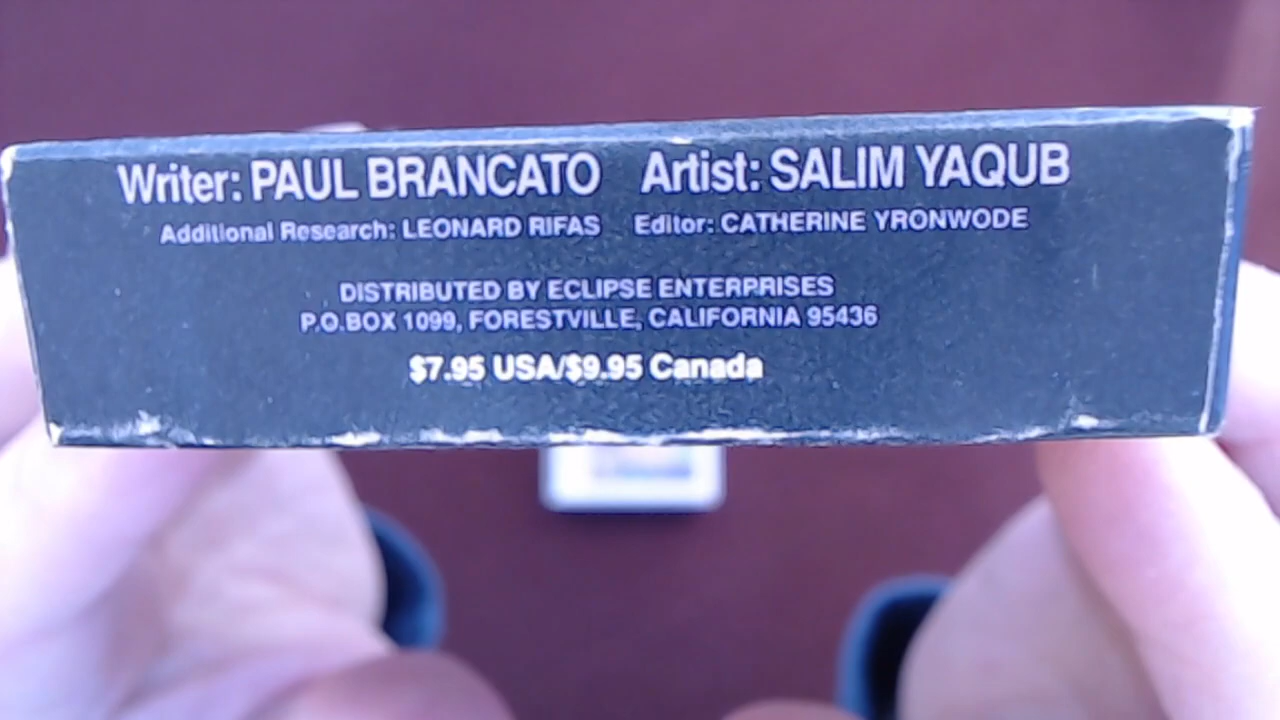 Writer: PAUL BRANCATO Artist: SALIM YAQUB
Additional Research: LEONARD RIFAS Editor: CATHERINE YRONWODE
DISTRIBUTED BY ECLIPSE ENTERPRISES
P.O.BOX 1099, FORESTVILLE, CALIFORNIA 95436
$7.95 USA/$9.95 Canada